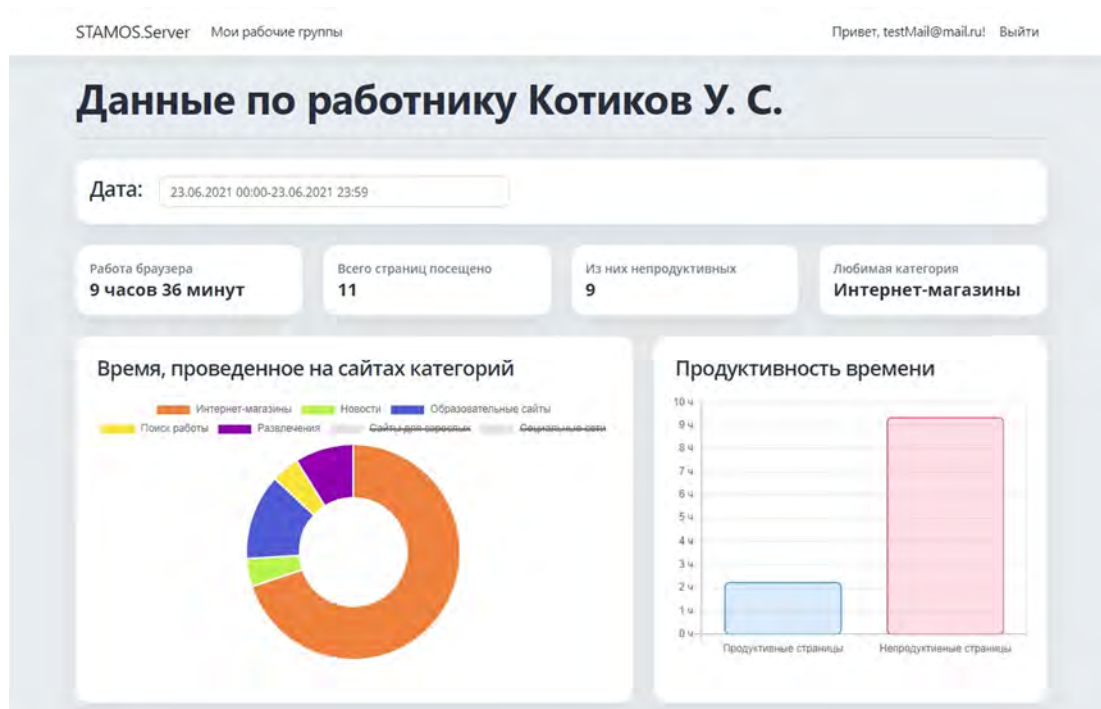 STAMOS.Server Мои рабочие группы Привет, testMail@mail.ru! Выйти
Данные по работнику Котиков У. С.
Дата: 23.06.2021 00:00-23.06.2021 23:59
Работа браузера
9 часов 36 минут
Всего страниц посещено
11
Из них непродуктивных
9
Любимая категория
Интернет-магазины
Время, проведенное на сайтах категорий
Интернет-магазины Новости Образовательные сайты
Поиск работы Развлечения Сайты для взрослых Социальные сети
Продуктивность времени
10 ч
9 ч
8 ч
7 ч
6 ч
5 ч
4 ч
3 ч
2 ч
1 ч
0 ч
Продуктивные страницы Непродуктивные страницы